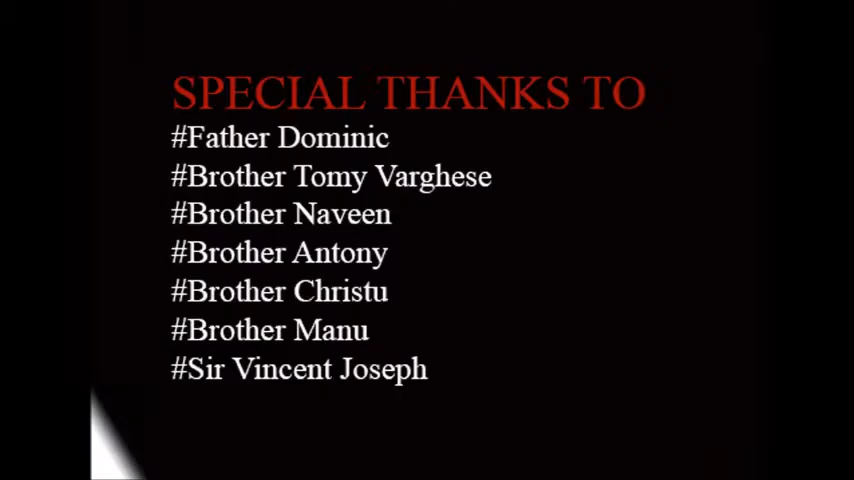 SPECIAL THANKS TO
#Father Dominic
#Brother Tomy Varghese
#Brother Naveen
#Brother Antony
#Brother Christu
#Brother Manu
#Sir Vincent Joseph